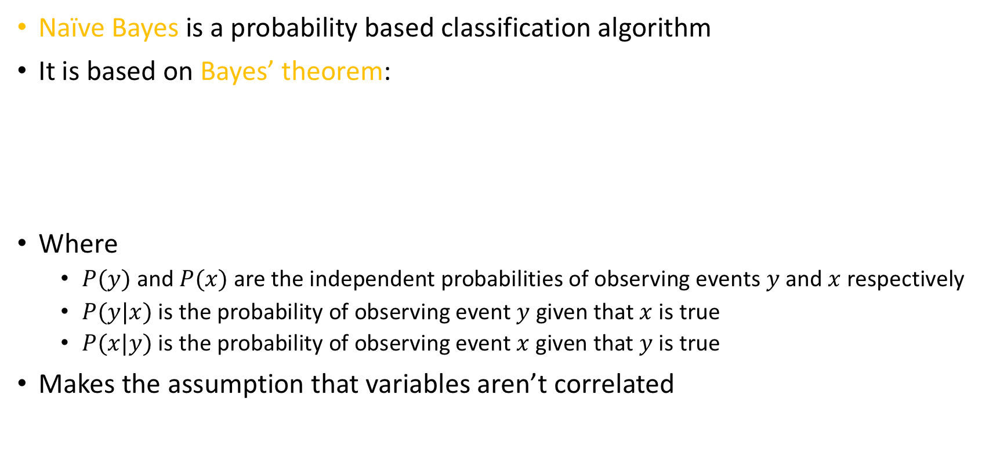 • Naïve Bayes is a probability based classification algorithm
• It is based on Bayes’ theorem:
• Where
• P(y) and P(x) are the independent probabilities of observing events y and x respectively
• P(y|x) is the probability of observing event y given that x is true
• P(x|y) is the probability of observing event x given that y is true
• Makes the assumption that variables aren’t correlated